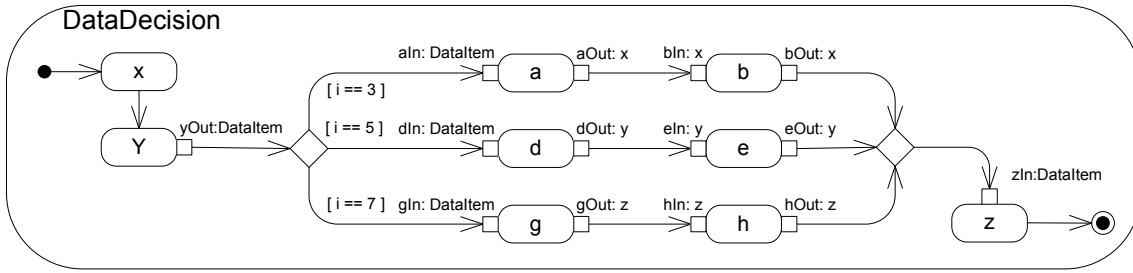 DataDecision
aIn: DataItem
aOut: x
bIn: x
bOut: x
x
a
b
[ i == 3 ]
yOut:DataItem
[ i == 5 ]
dIn: DataItem
dOut: y
eIn: y
eOut: y
Y
d
e
zIn:DataItem
[ i == 7 ]
gIn: DataItem
gOut: z
hIn: z
hOut: z
g
h
z